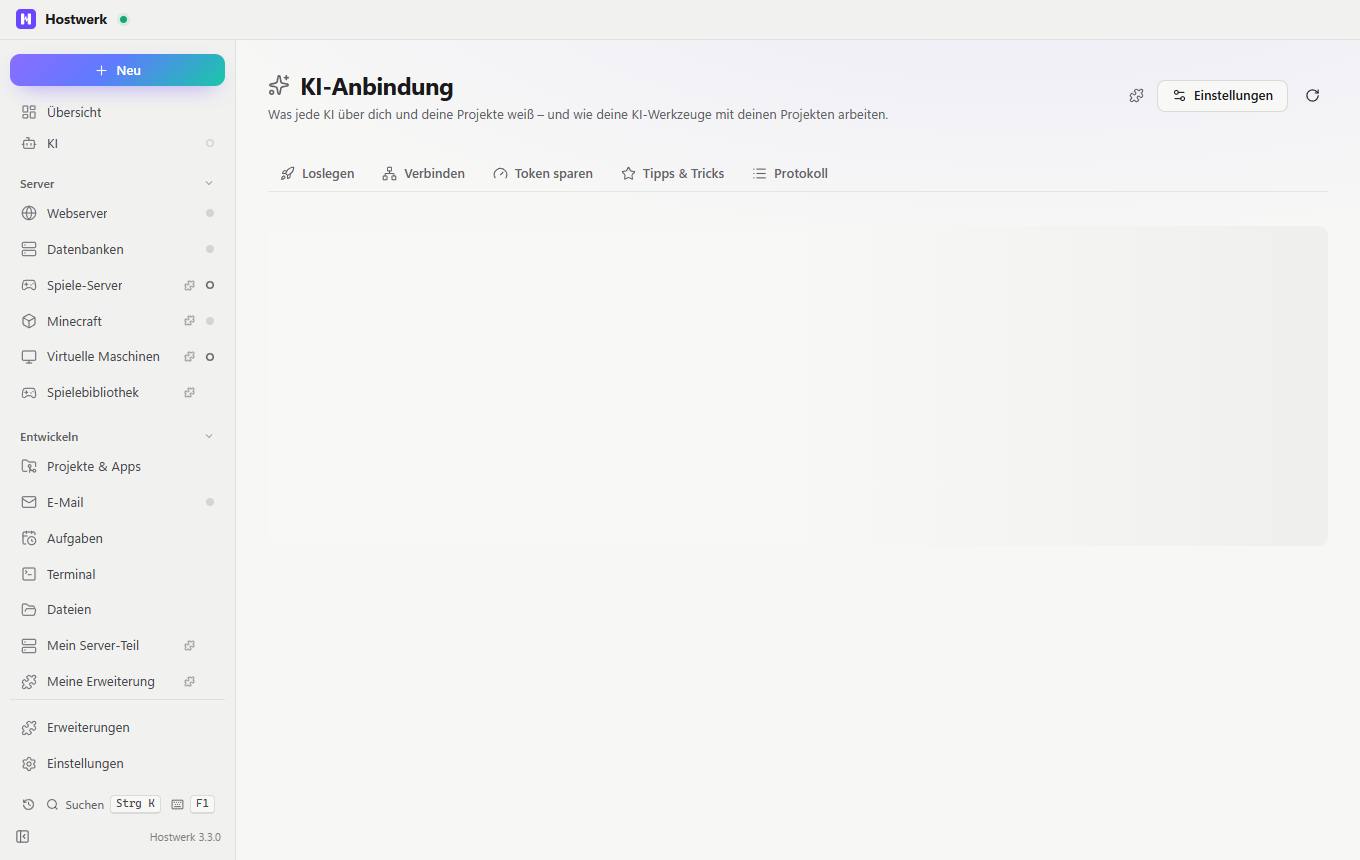 Hostwerk
Neu
Übersicht
KI
Server
Webserver
Datenbanken
Spiele-Server
Minecraft
Virtuelle Maschinen
Spielebibliothek
Entwickeln
Projekte & Apps
E-Mail
Aufgaben
Terminal
Dateien
Mein Server-Teil
Meine Erweiterung
Erweiterungen
Einstellungen
Suchen Strg K F1
Hostwerk 3.3.0
KI-Anbindung
Was jede KI über dich und deine Projekte weiß – und wie deine KI-Werkzeuge mit deinen Projekten arbeiten.
Einstellungen
Loslegen Verbinden Token sparen Tipps & Tricks Protokoll